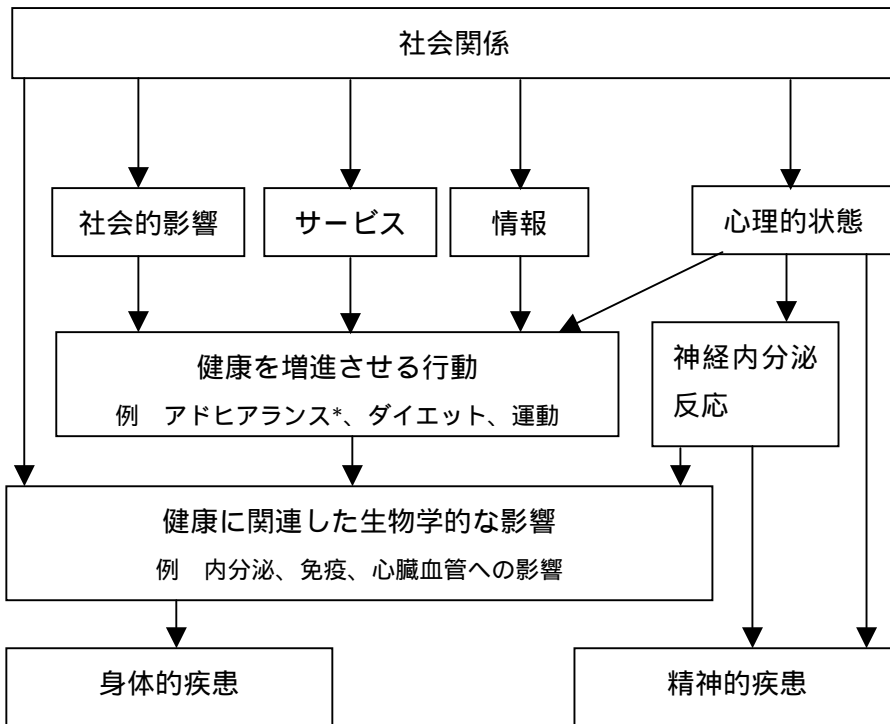 社会関係
社会的影響
サービス
情報
心理的状態
健康を増進させる行動
例　アドヒアランス*、ダイエット、運動
神経内分泌
反応
健康に関連した生物学的な影響
例　内分泌、免疫、心臓血管への影響
身体的疾患
精神的疾患